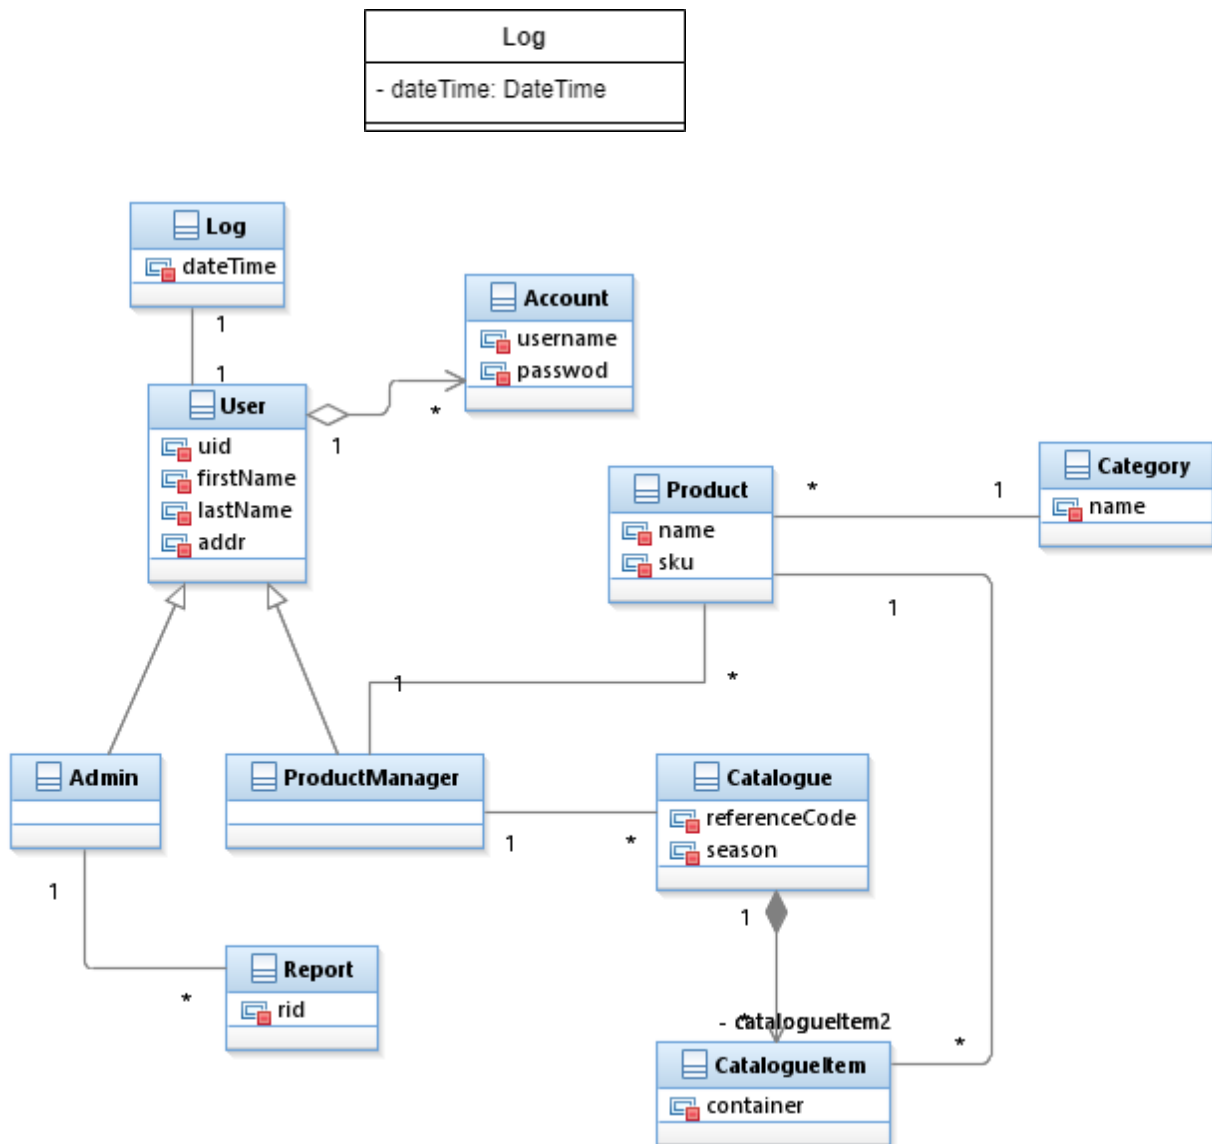 Log
- dateTime: DateTime
Log
dateTime
1
1
Account
username
passwod
*
1
User
uid
firstName
lastName
addr
Product
name
sku
*
1
Category
name
1
1
*
Admin
ProductManager
Catalogue
referenceCode
season
1
*
1
1
*
Report
rid
- catalogueItem2
*
*
CatalogueItem
container